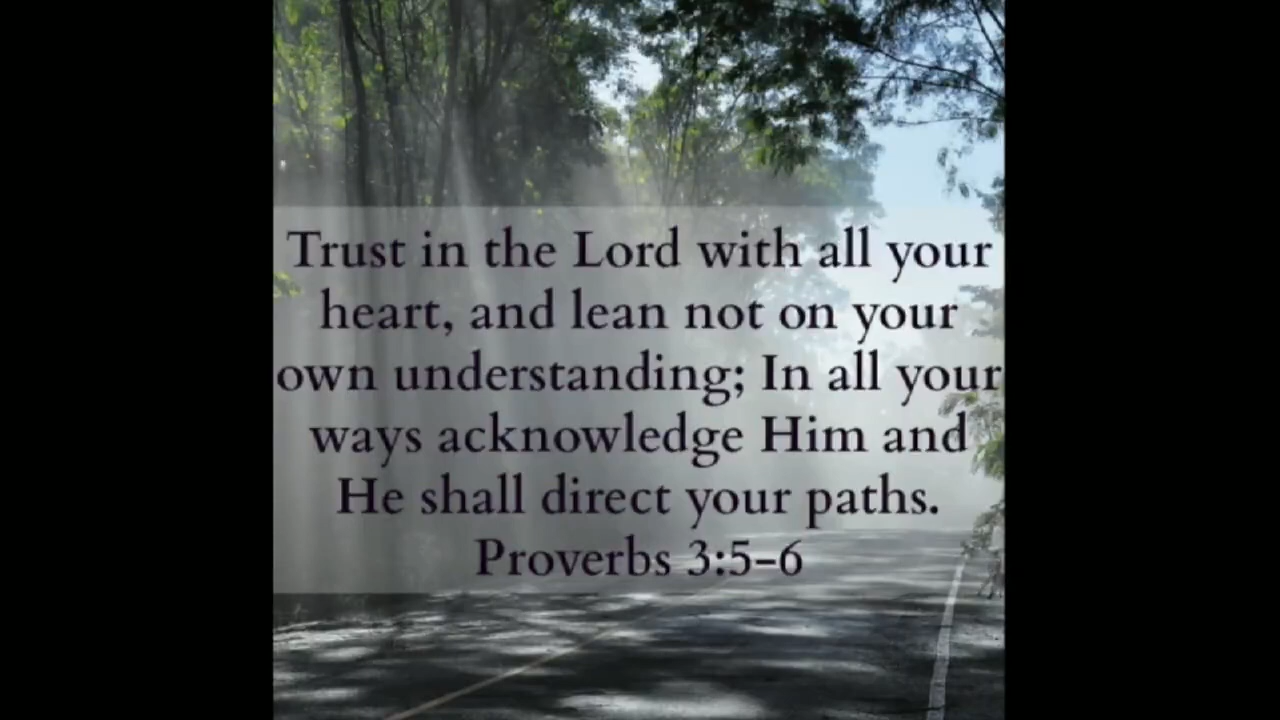 Trust in the Lord with all your
heart, and lean not on your
own understanding; In all your
ways acknowledge Him and
He shall direct your paths.
Proverbs 3:5-6